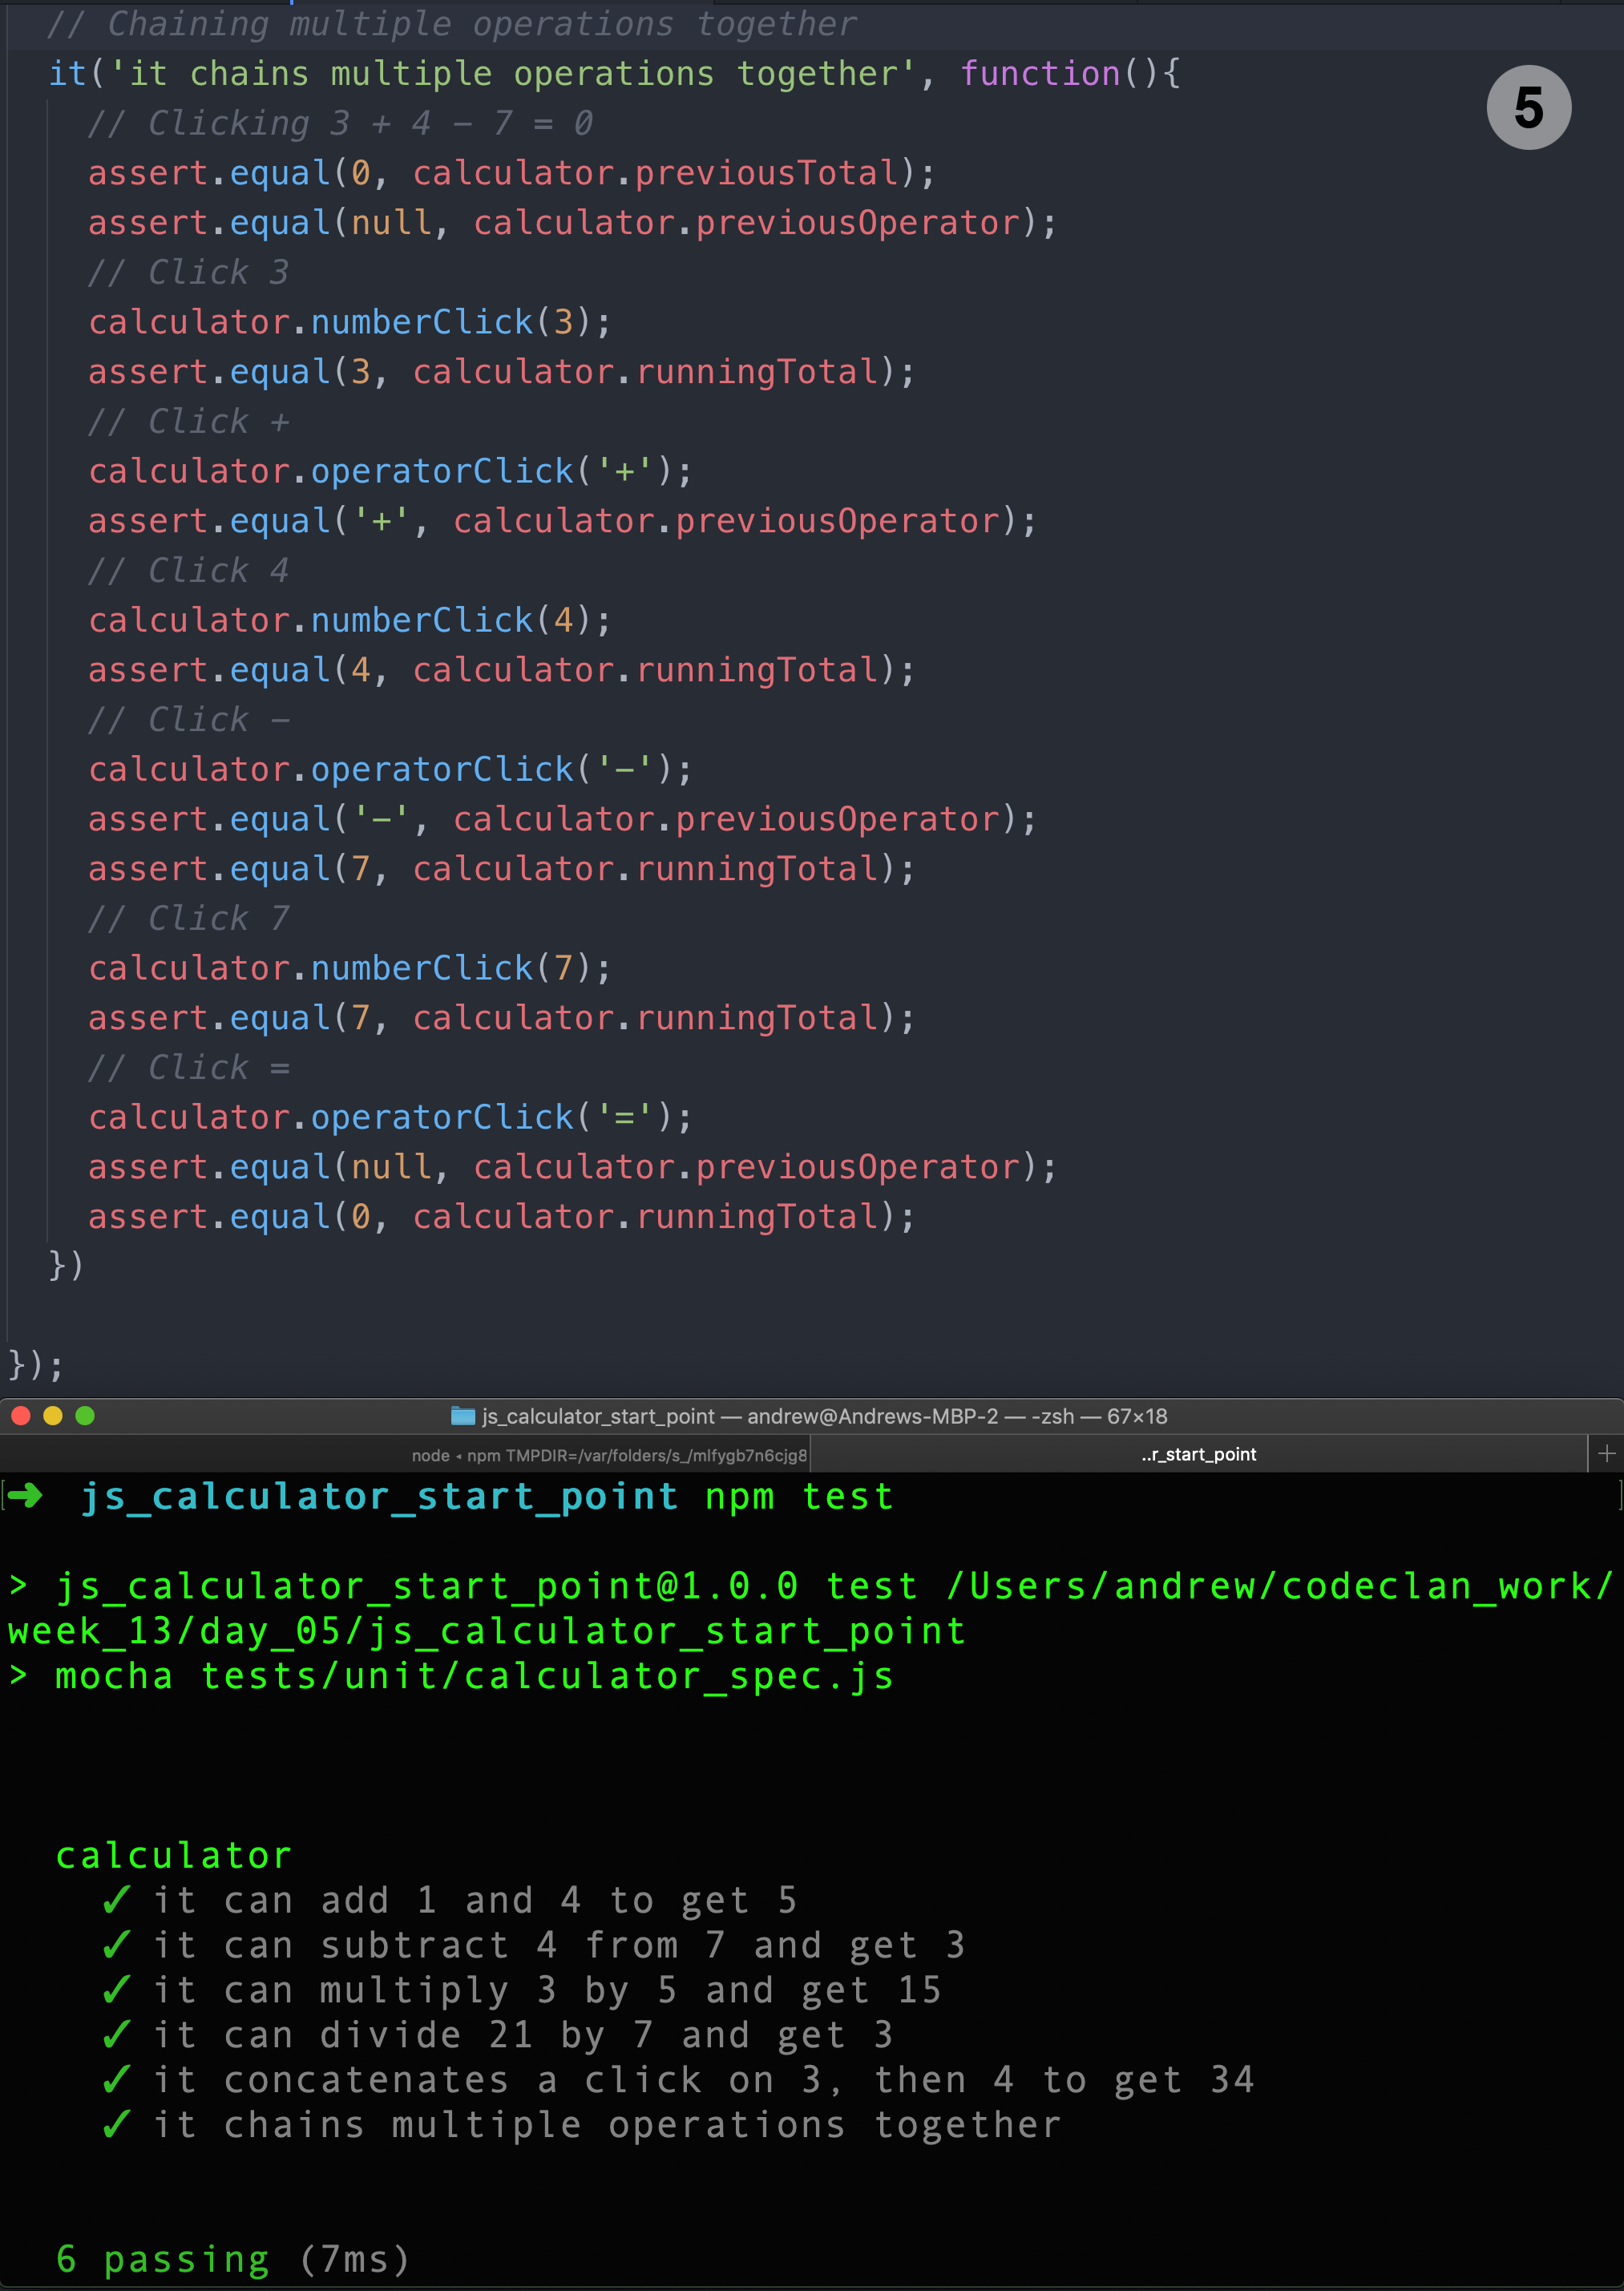 // Chaining multiple operations together
it('it chains multiple operations together', function(){
5
// Clicking 3 + 4 - 7 = 0
assert.equal(0, calculator.previousTotal);
assert.equal(null, calculator.previousOperator);
// Click 3
calculator.numberClick(3);
assert.equal(3, calculator.runningTotal);
// Click +
calculator.operatorClick('+');
assert.equal('+', calculator.previousOperator);
// Click 4
calculator.numberClick(4);
assert.equal(4, calculator.runningTotal);
// Click -
calculator.operatorClick('-');
assert.equal('-', calculator.previousOperator);
assert.equal(7, calculator.runningTotal);
// Click 7
calculator.numberClick(7);
assert.equal(7, calculator.runningTotal);
// Click =
calculator.operatorClick('=');
assert.equal(null, calculator.previousOperator);
assert.equal(0, calculator.runningTotal);
})
});
js_calculator_start_point — andrew@Andrews-MBP-2 — -zsh — 67×18
node ◂ npm TMPDIR=/var/folders/s_/mlfygb7n6cjg8
..r_start_point
+
[➜ js_calculator_start_point npm test ]
> js_calculator_start_point@1.0.0 test /Users/andrew/codeclan_work/
week_13/day_05/js_calculator_start_point
> mocha tests/unit/calculator_spec.js
calculator
✓ it can add 1 and 4 to get 5
✓ it can subtract 4 from 7 and get 3
✓ it can multiply 3 by 5 and get 15
✓ it can divide 21 by 7 and get 3
✓ it concatenates a click on 3, then 4 to get 34
✓ it chains multiple operations together
6 passing (7ms)